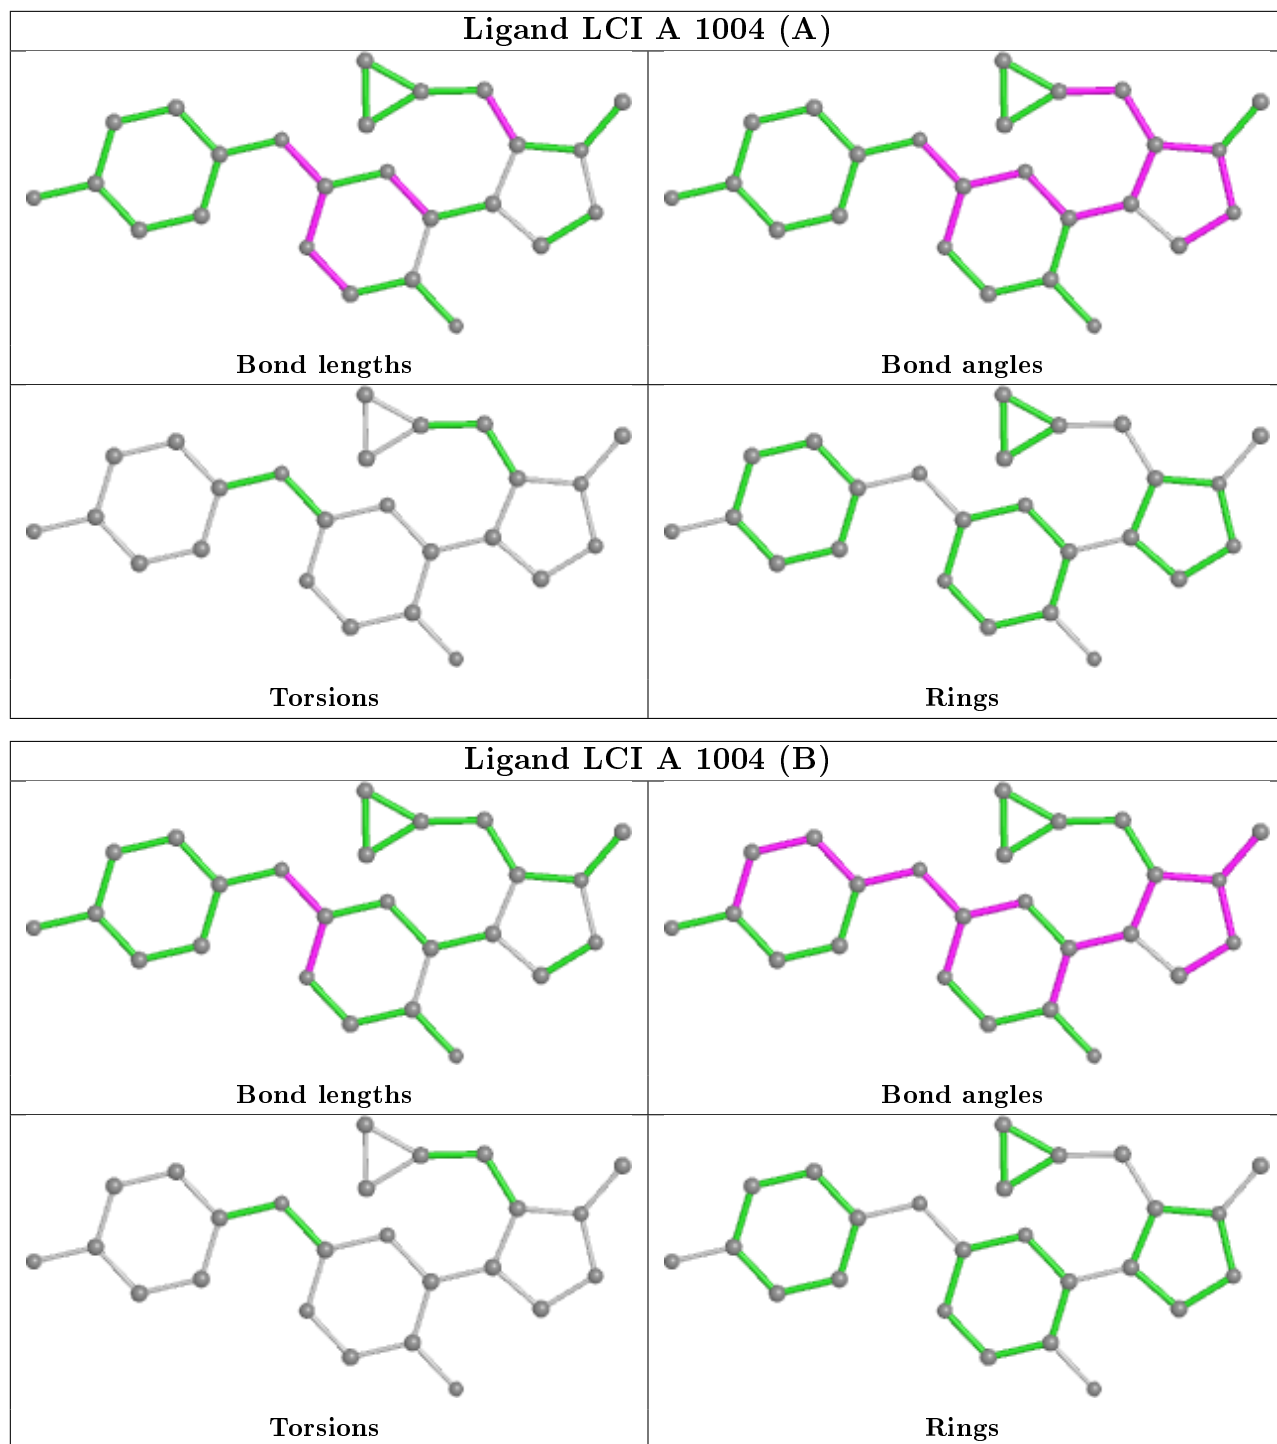 Ligand LCI A 1004 (A)
Bond lengths
Bond angles
Torsions
Rings
Ligand LCI A 1004 (B)
Bond lengths
Bond angles
Torsions
Rings